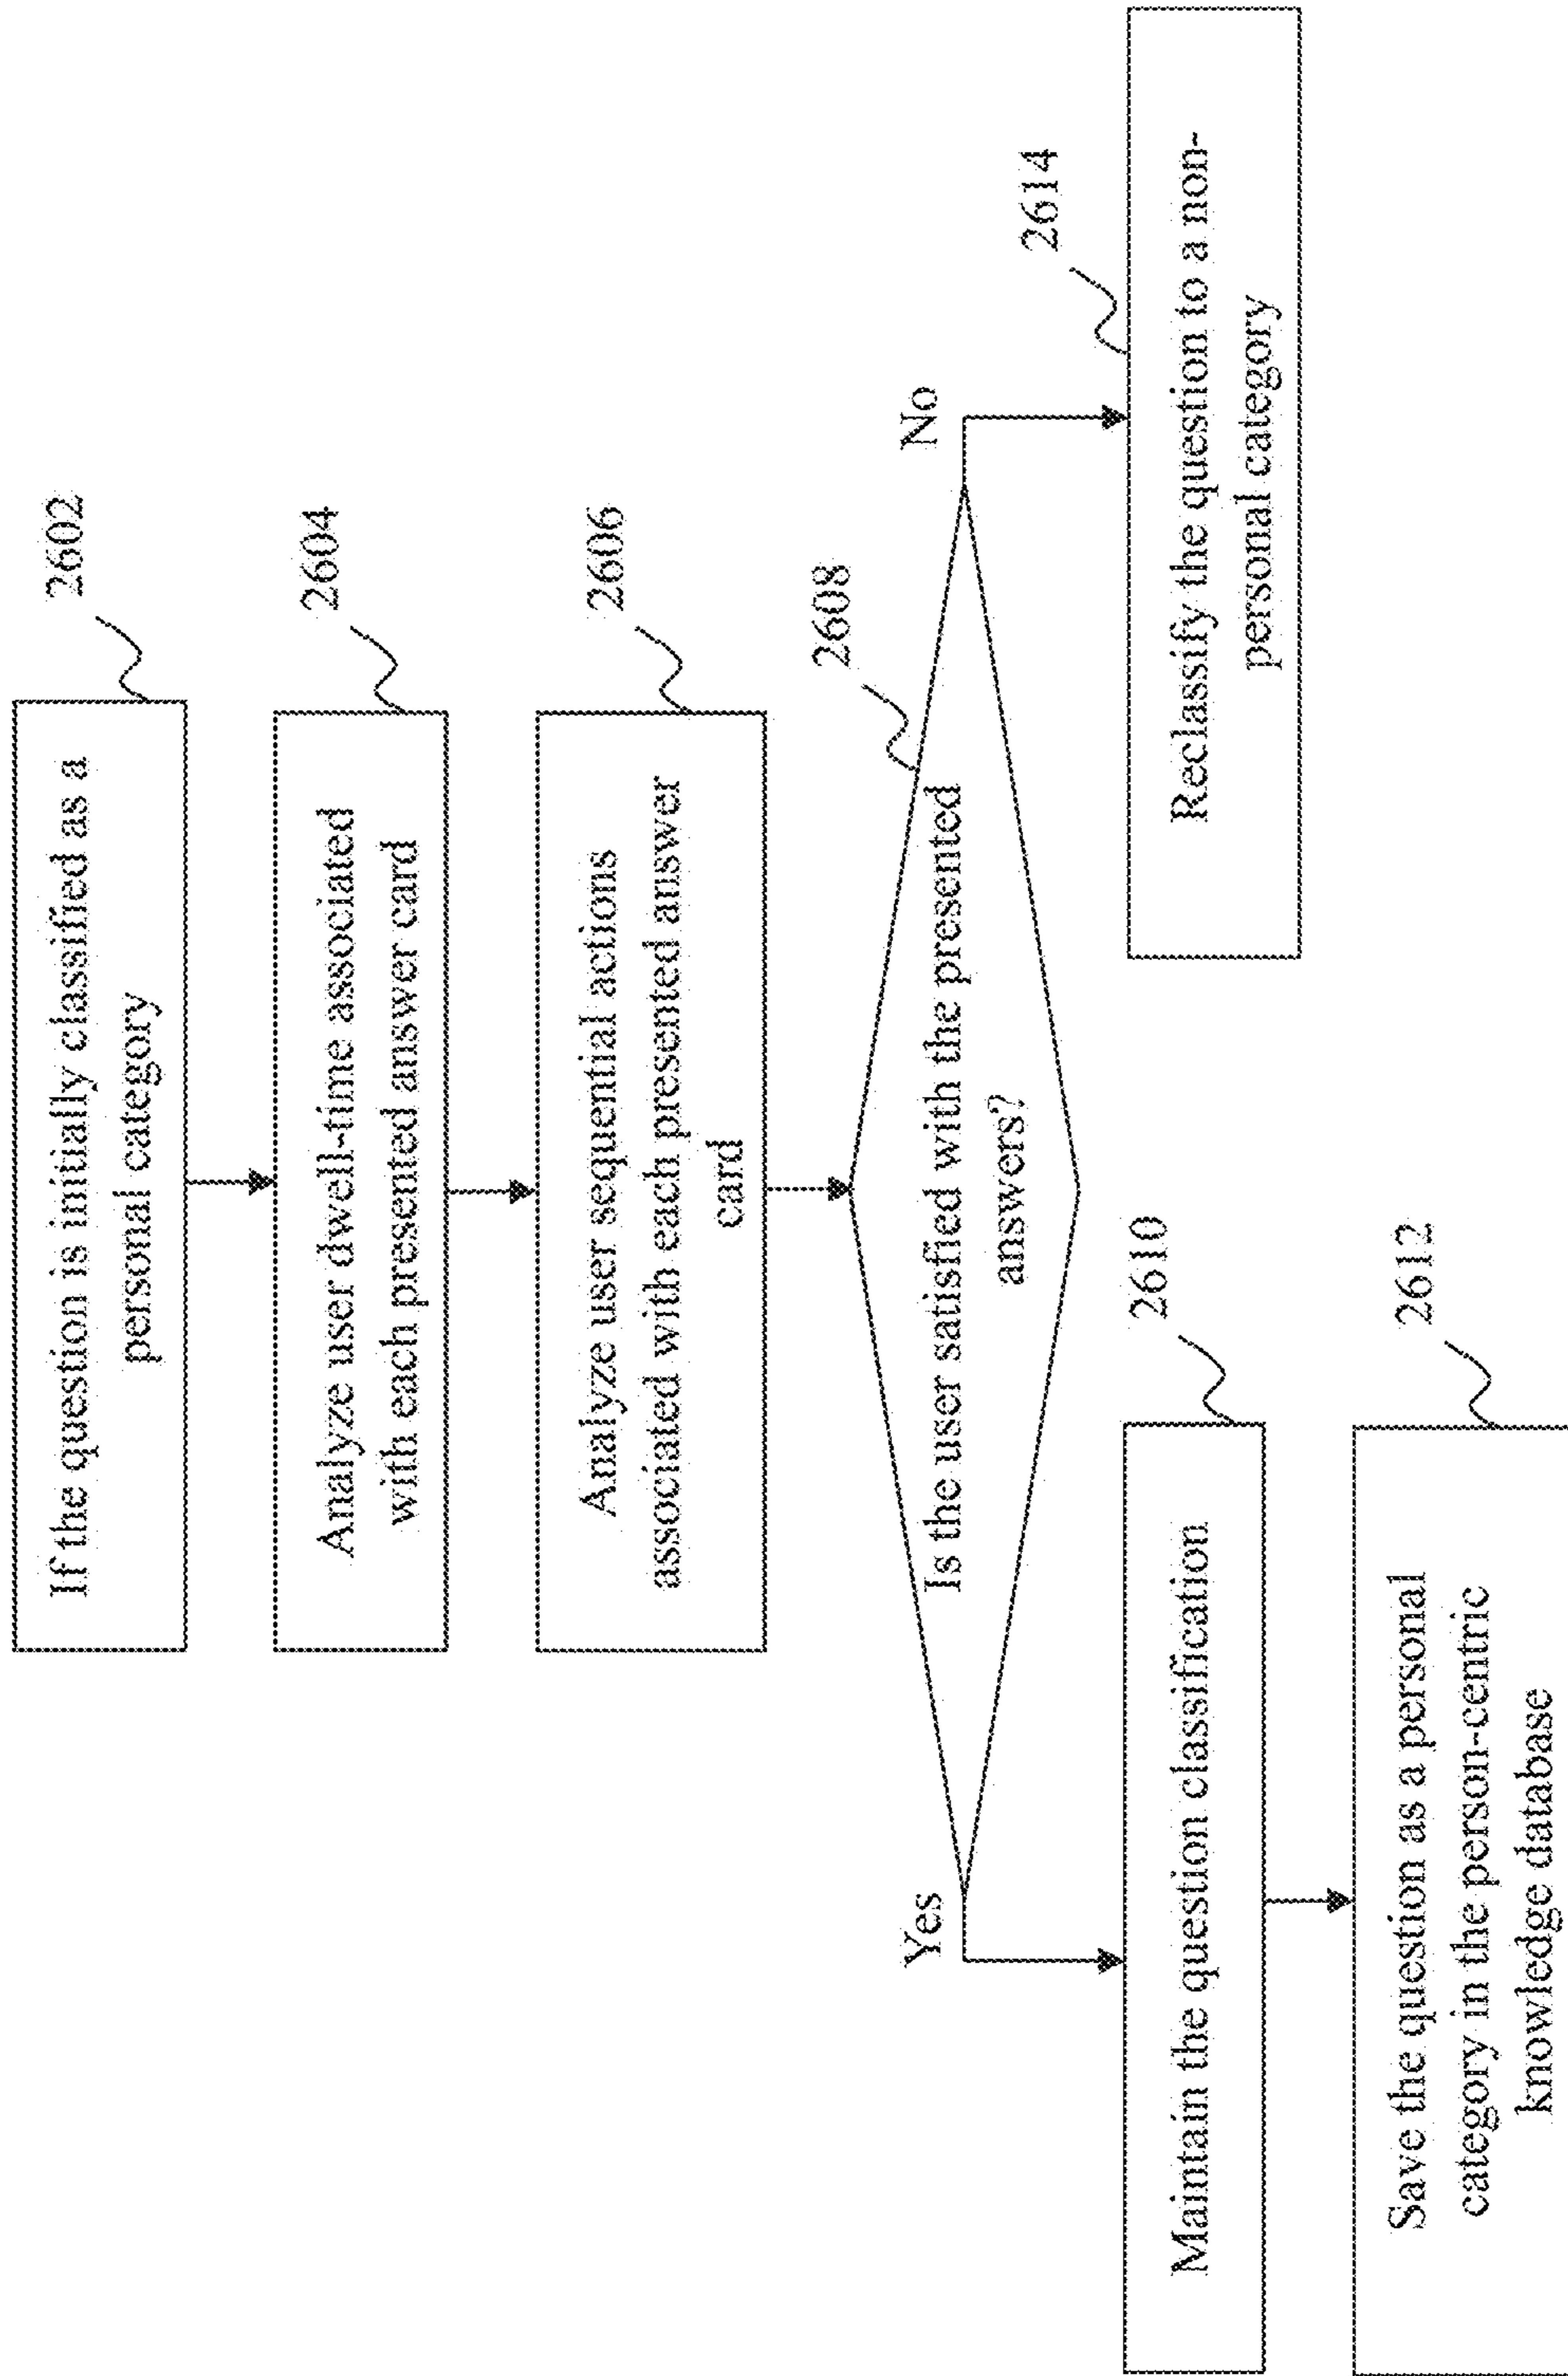 If the question is initially classified as a
personal category
2602
Analyze user dwell-time associated
with each presented answer card
2604
Analyze user sequential actions
associated with each presented answer
card
2606
Is the user satisfied with the presented
answers?
2608
Yes
No
Maintain the question classification
2610
Reclassify the question to a non-
personal category
2614
Save the question as a personal
category in the person-centric
knowledge database
2612